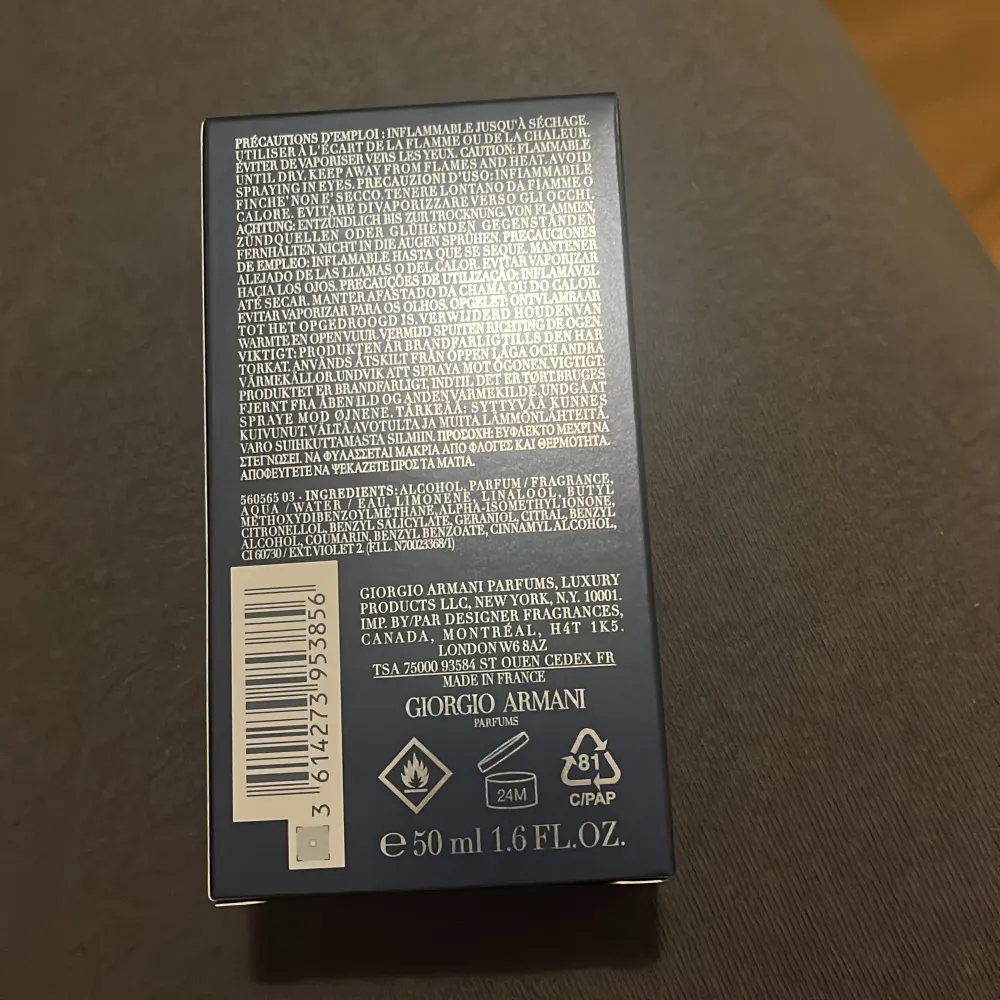 PRÉCAUTIONS D'EMPLOI : INFLAMMABLE JUSQU'À SÉCHAGE.
UTILISER À L'ÉCART DE LA FLAMME OU DE LA CHALEUR.
ÉVITER DE VAPORISER VERS LES YEUX. CAUTION: FLAMMABLE
UNTIL DRY. KEEP AWAY FROM FLAMES AND HEAT. AVOID
SPRAYING IN EYES. PRECAUZIONI D'USO: INFIAMMABILE
FINCHE' NON E' SECCO. TENERE LONTANO DA FIAMME O
CALORE. EVITARE DI VAPORIZZARE VERSO GLI OCCHI.
ACHTUNG: ENTZÜNDLICH BIS ZUR TROCKNUNG. VON FLAMMEN,
ZÜNDQUELLEN ODER GLÜHENDEN GEGENSTÄNDEN
FERNHALTEN. NICHT IN DIE AUGEN SPRÜHEN. PRECAUCIONES
DE EMPLEO: INFLAMABLE HASTA QUE SE SEQUE. MANTENER
ALEJADO DE LAS LLAMAS O DEL CALOR. EVITAR VAPORIZAR
HACIA LOS OJOS. PRECAUÇÕES DE UTILIZAÇÃO: INFLAMÁVEL
ATÉ SECAR. MANTER AFASTADO DA CHAMA OU DO CALOR.
EVITAR VAPORIZAR PARA OS OLHOS. OPGELET: ONTVLAMBAAR
TOT HET OPGEDROOGD IS. VERWIJDERD HOUDEN VAN
WARMTE EN OPEN VUUR. VERMIJD SPUITEN RICHTING DE OGEN.
VIKTIGT: PRODUKTEN ÄR BRANDFARLIG TILLS DEN HAR
TORKAT. ANVÄNDS ÅTSKILT FRÅN ÖPPEN LÅGA OCH ANDRA
VÄRMEKÄLLOR. UNDVIK ATT SPRAYA MOT ÖGONEN. VIGTIGT:
PRODUKTET ER BRANDFARLIGT, INDTIL DET ER TØRT. BRUGES
FJERNT FRA ÅBEN ILD OG ANDEN VARMEKILDE. UNDGÅ AT
SPRAYE MOD ØJNENE. TÄRKEÄÄ: SYTTYVÄÄ KUNNES
KUIVUNUT. VÄLTÄ AVOTULTA JA MUITA LÄMMÖNLÄHTEITÄ.
VARO SUIHKUTTAMASTA SILMIIN. ΠΡΟΣΟΧΗ: ΕΥΦΛΕΚΤΟ ΜΕΧΡΙ ΝΑ
ΣΤΕΓΝΩΣΕΙ. ΝΑ ΦΥΛΑΣΣΕΤΑΙ ΜΑΚΡΙΑ ΑΠΟ ΦΛΟΓΕΣ ΚΑΙ ΘΕΡΜΟΤΗΤΑ.
ΑΠΟΦΕΥΓΕΤΕ ΝΑ ΨΕΚΑΖΕΤΕ ΠΡΟΣ ΤΑ ΜΑΤΙΑ.
560565 03 - INGREDIENTS: ALCOHOL, PARFUM / FRAGRANCE,
AQUA / WATER / EAU, LIMONENE, LINALOOL, BUTYL
METHOXYDIBENZOYLMETHANE, ALPHA-ISOMETHYL IONONE,
CITRONELLOL, BENZYL SALICYLATE, GERANIOL, CITRAL, BENZYL
ALCOHOL, COUMARIN, BENZYL BENZOATE, CINNAMYL ALCOHOL,
CI 60730 / EXT. VIOLET 2. (F.I.L. N70023368/1)
3 614273 953856
GIORGIO ARMANI PARFUMS, LUXURY
PRODUCTS LLC, NEW YORK, N.Y. 10001.
IMP. BY/PAR DESIGNER FRAGRANCES,
CANADA, MONTRÉAL, H4T 1K5.
LONDON W6 8AZ
TSA 75000 93584 ST OUEN CEDEX FR
MADE IN FRANCE
GIORGIO ARMANI
PARFUMS
24M
81
C/PAP
℮ 50 ml 1.6 FL.OZ.